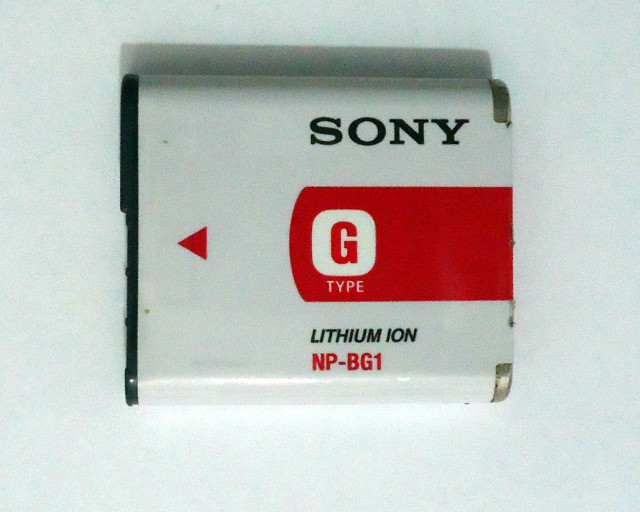 SONY
G
TYPE
LITHIUM ION
NP-BG1